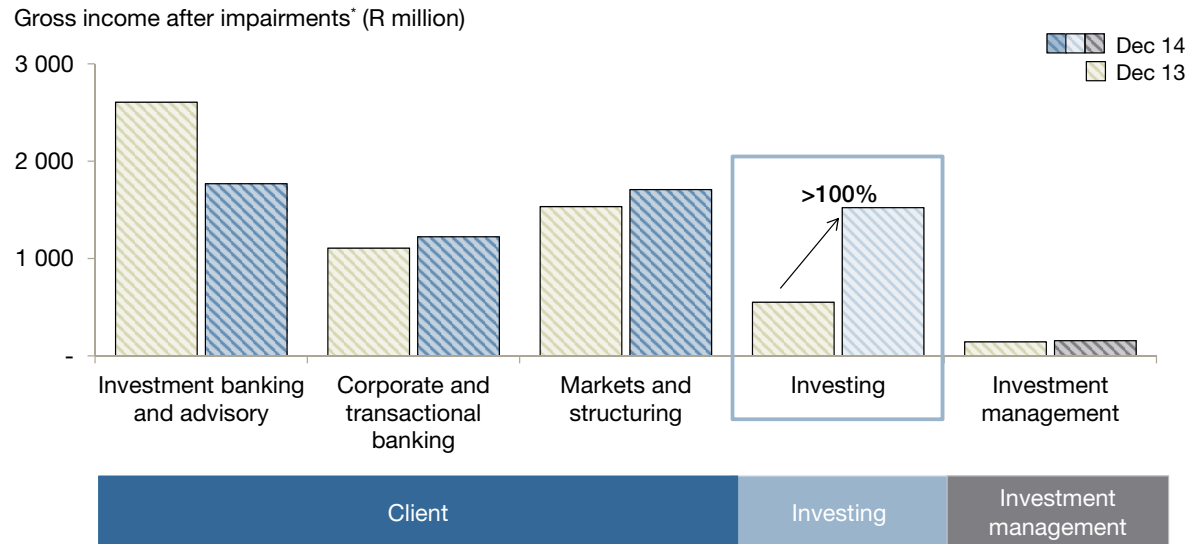 Gross income after impairments* (R million)
Dec 14
Dec 13
3 000
2 000
1 000
-
>100%
Investment banking
and advisory
Corporate and
transactional
banking
Markets and
structuring
Investing
Investment
management
Client
Investing
Investment
management